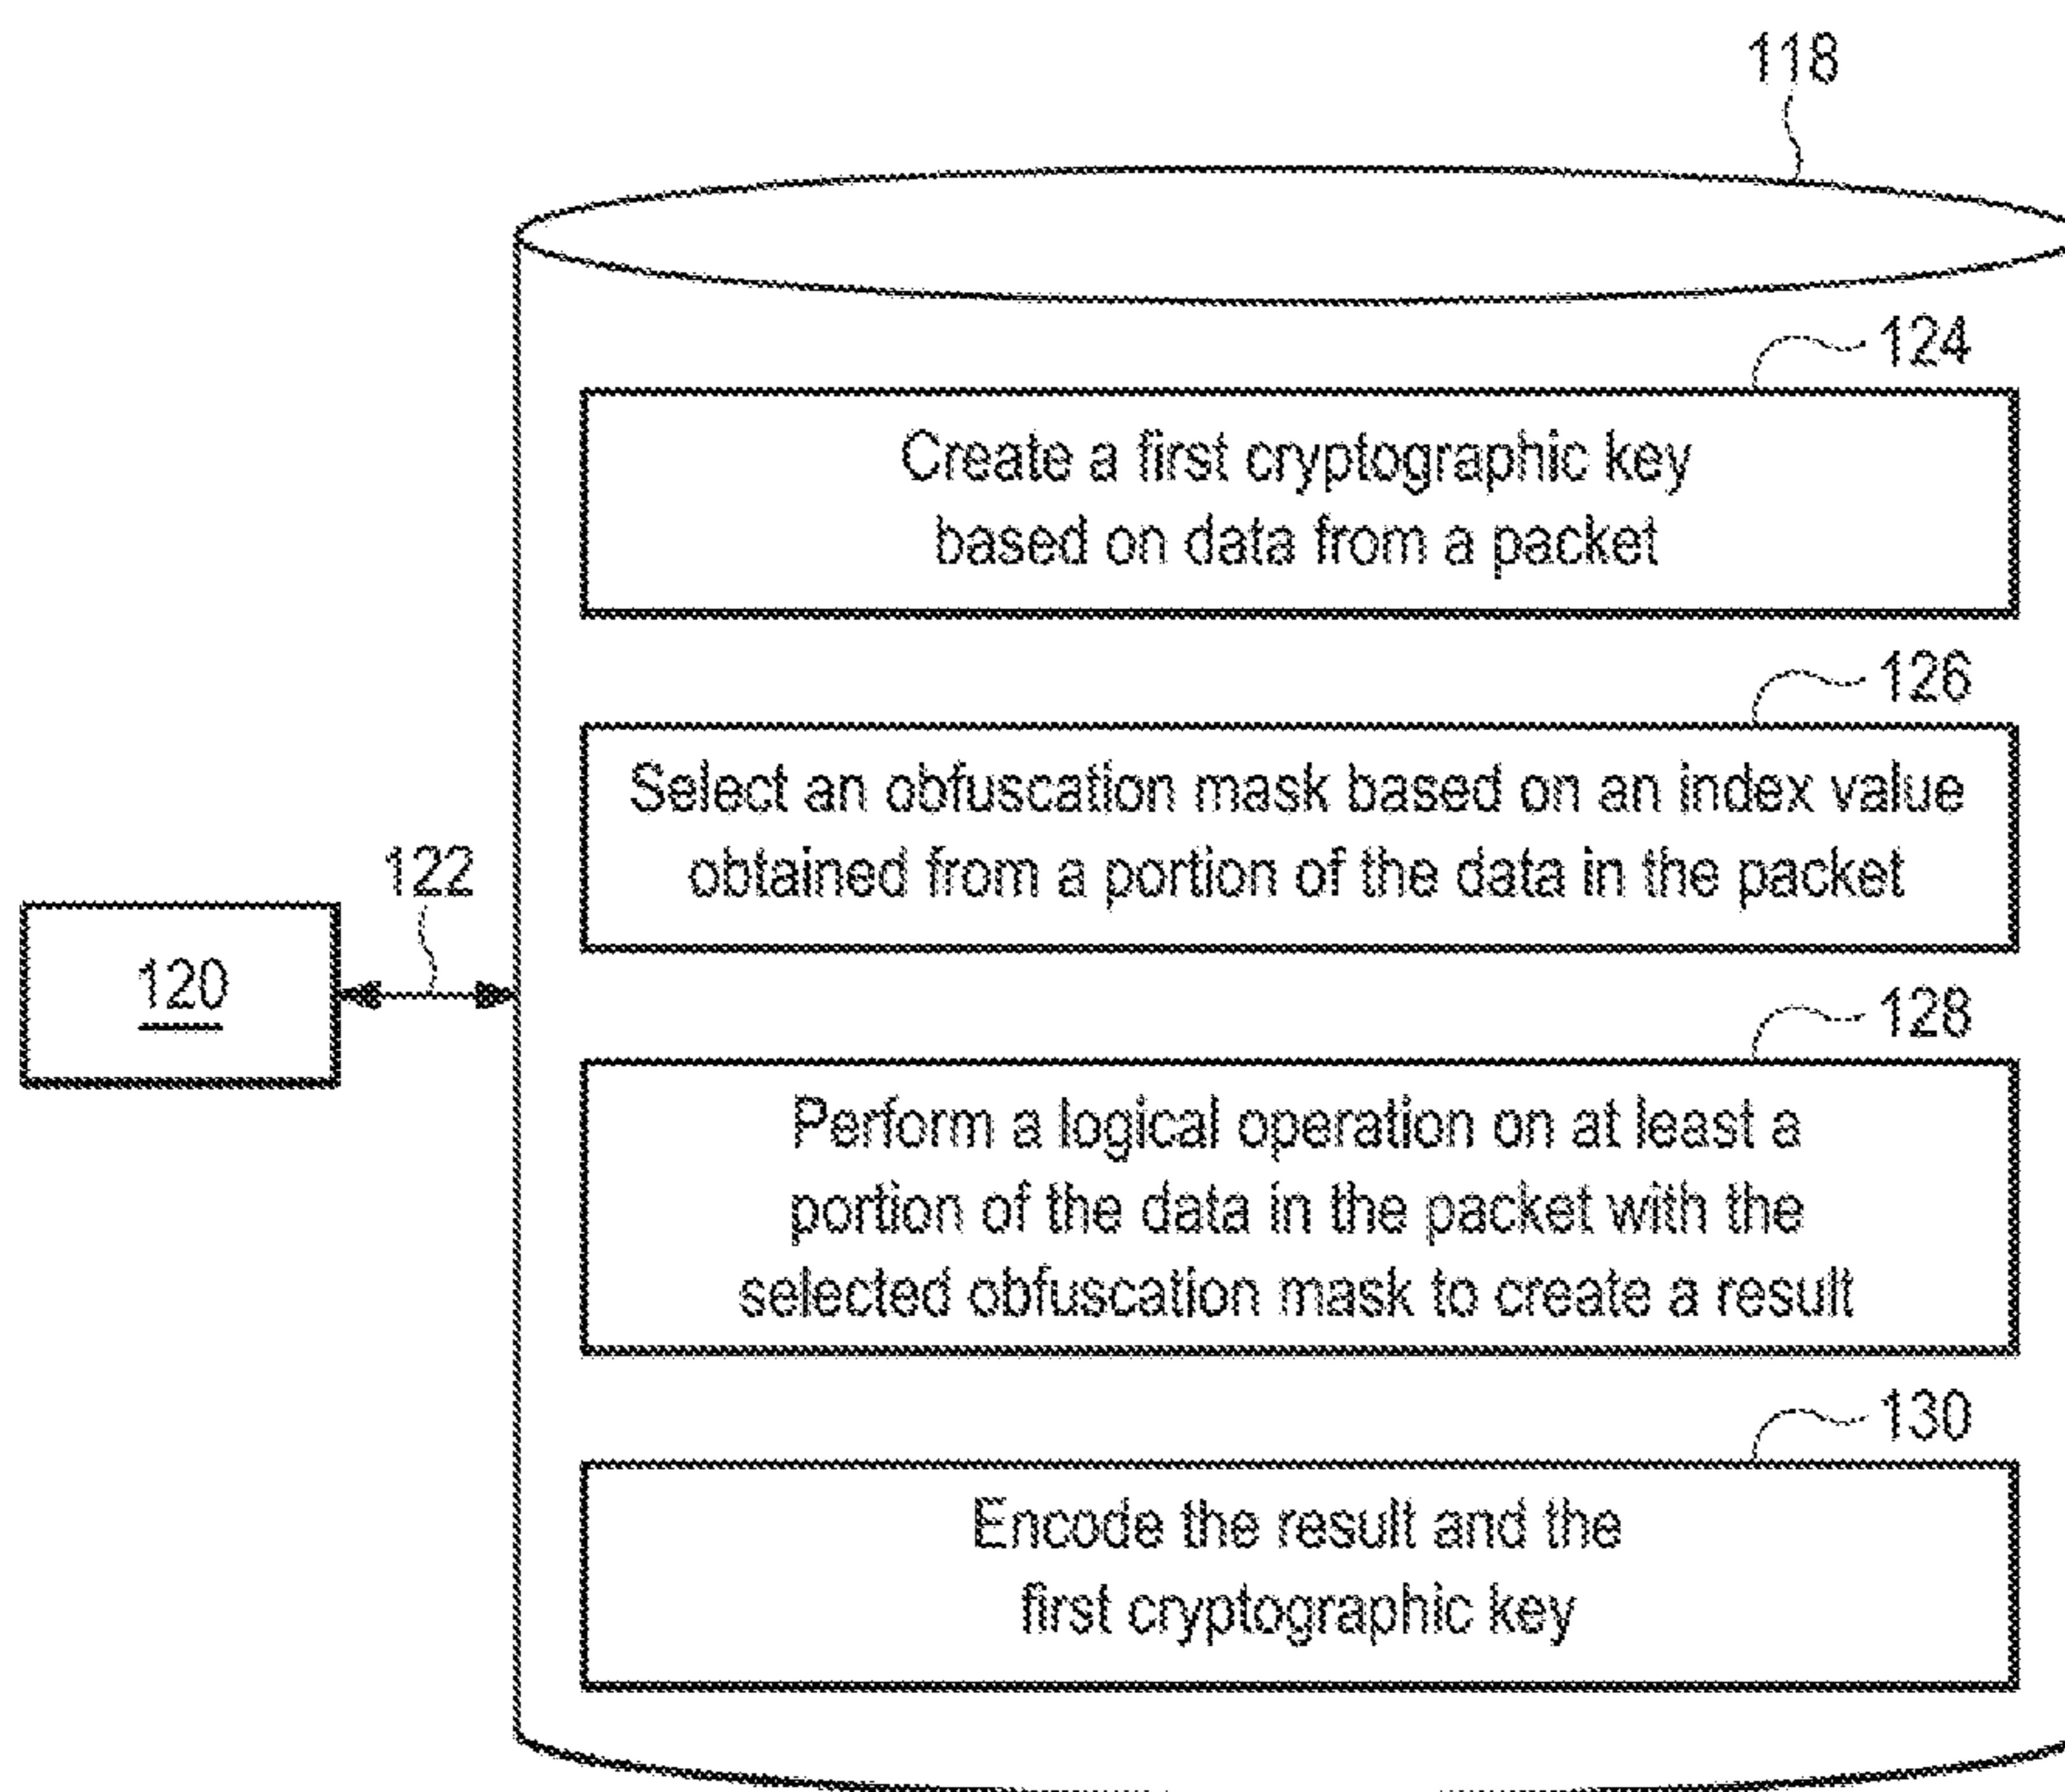 118
124
Create a first cryptographic key
based on data from a packet
126
Select an obfuscation mask based on an index value
obtained from a portion of the data in the packet
122
120
128
Perform a logical operation on at least a
portion of the data in the packet with the
selected obfuscation mask to create a result
130
Encode the result and the
first cryptographic key